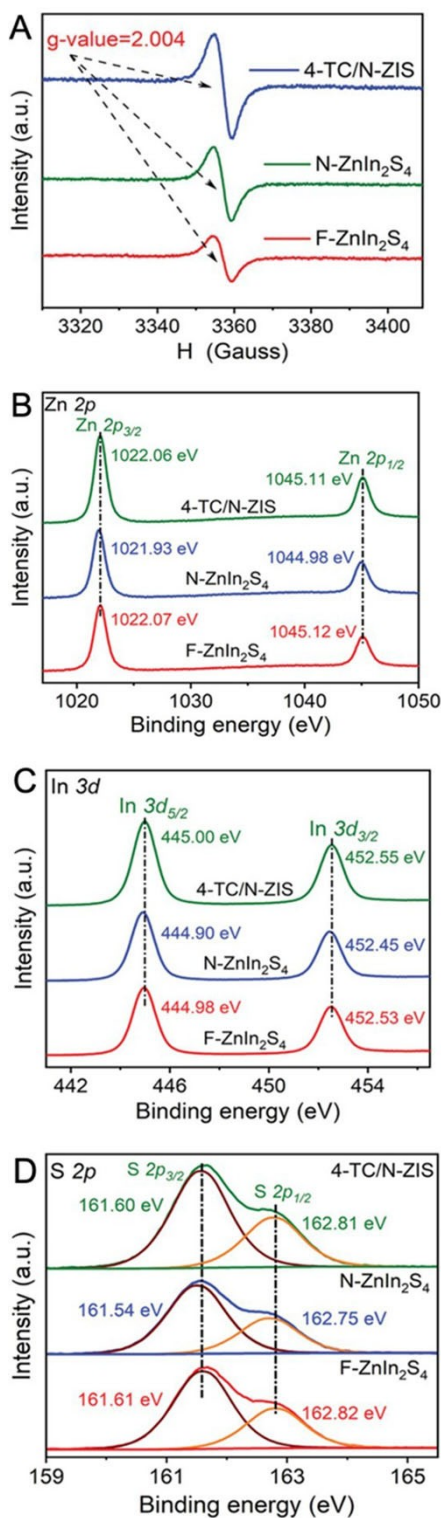 A
g-value=2.004
4-TC/N-ZIS
N-ZnIn₂S₄
F-ZnIn₂S₄
Intensity (a.u.)
3320 3340 3360 3380 3400
H (Gauss)
B Zn 2p
Zn 2p₃/₂
1022.06 eV
Zn 2p₁/₂
1045.11 eV
4-TC/N-ZIS
1021.93 eV
1044.98 eV
N-ZnIn₂S₄
1022.07 eV
1045.12 eV
F-ZnIn₂S₄
Intensity (a.u.)
1020 1030 1040 1050
Binding energy (eV)
C In 3d
In 3d₅/₂
445.00 eV
In 3d₃/₂
452.55 eV
4-TC/N-ZIS
444.90 eV
452.45 eV
N-ZnIn₂S₄
444.98 eV
452.53 eV
F-ZnIn₂S₄
Intensity (a.u.)
442 446 450 454
Binding energy (eV)
D S 2p
S 2p₃/₂
4-TC/N-ZIS
S 2p₁/₂
161.60 eV
162.81 eV
N-ZnIn₂S₄
161.54 eV
162.75 eV
F-ZnIn₂S₄
161.61 eV
162.82 eV
Intensity (a.u.)
159 161 163 165
Binding energy (eV)